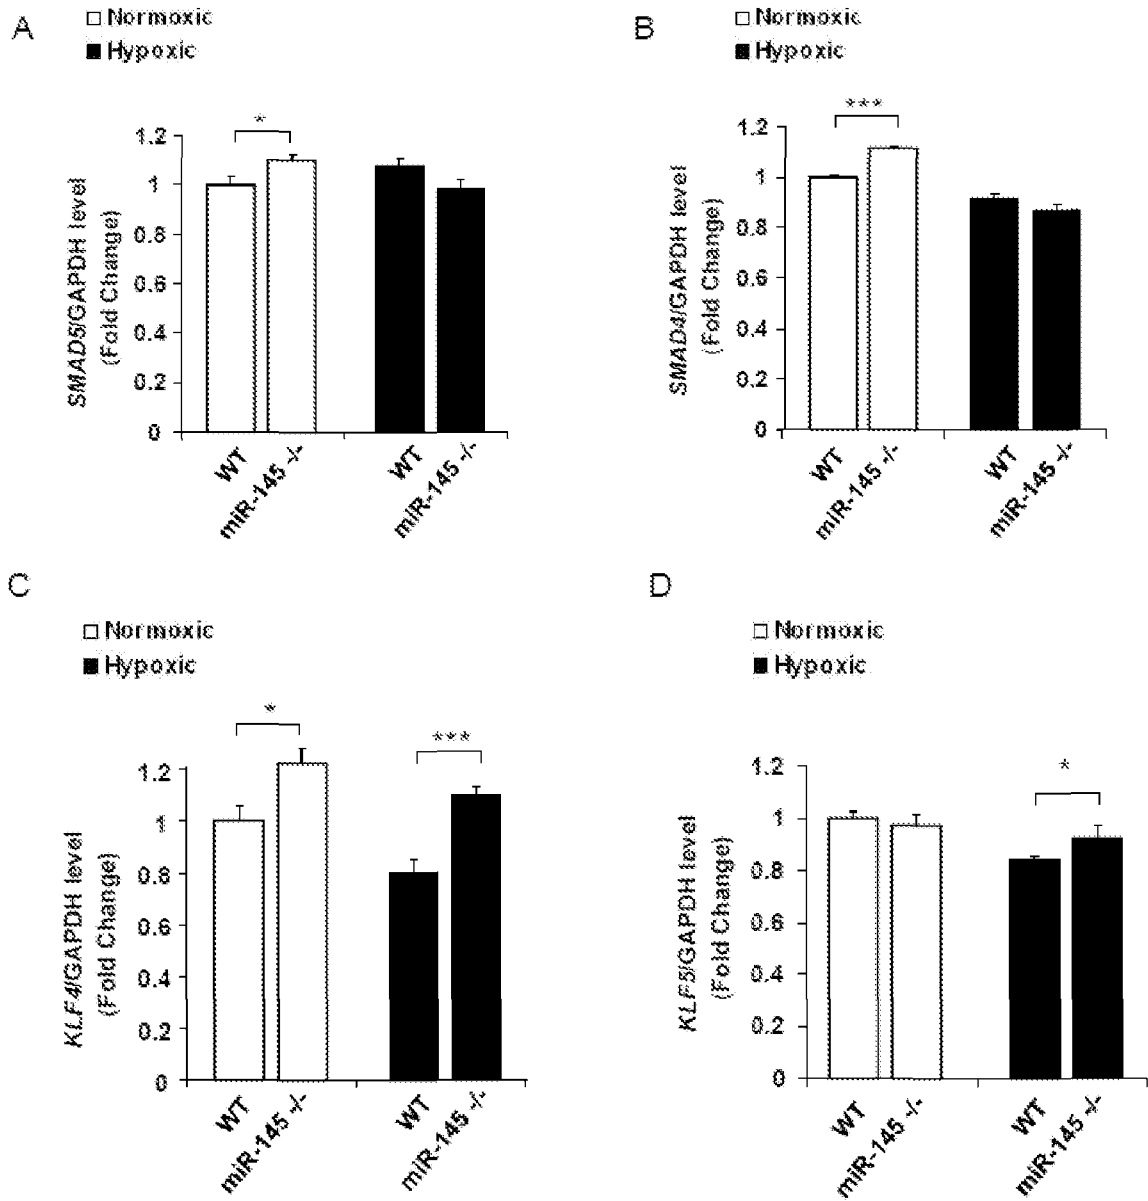 A
Normoxic
Hypoxic
*
1.2
1
0.8
0.6
0.4
0.2
0
SMAD5/GAPDH level
(Fold Change)
WT
miR-145 -/-
WT
miR-145 -/-
B
Normoxic
Hypoxic
***
1.2
1
0.8
0.6
0.4
0.2
0
SMAD4/GAPDH level
(Fold Change)
WT
miR-145 -/-
WT
miR-145 -/-
C
Normoxic
Hypoxic
*
***
1.2
1
0.8
0.6
0.4
0.2
0
KLF4/GAPDH level
(Fold Change)
WT
miR-145 -/-
WT
miR-145 -/-
D
Normoxic
Hypoxic
*
1.2
1
0.8
0.6
0.4
0.2
0
KLF5/GAPDH level
(Fold Change)
WT
miR-145 -/-
WT
miR-145 -/-